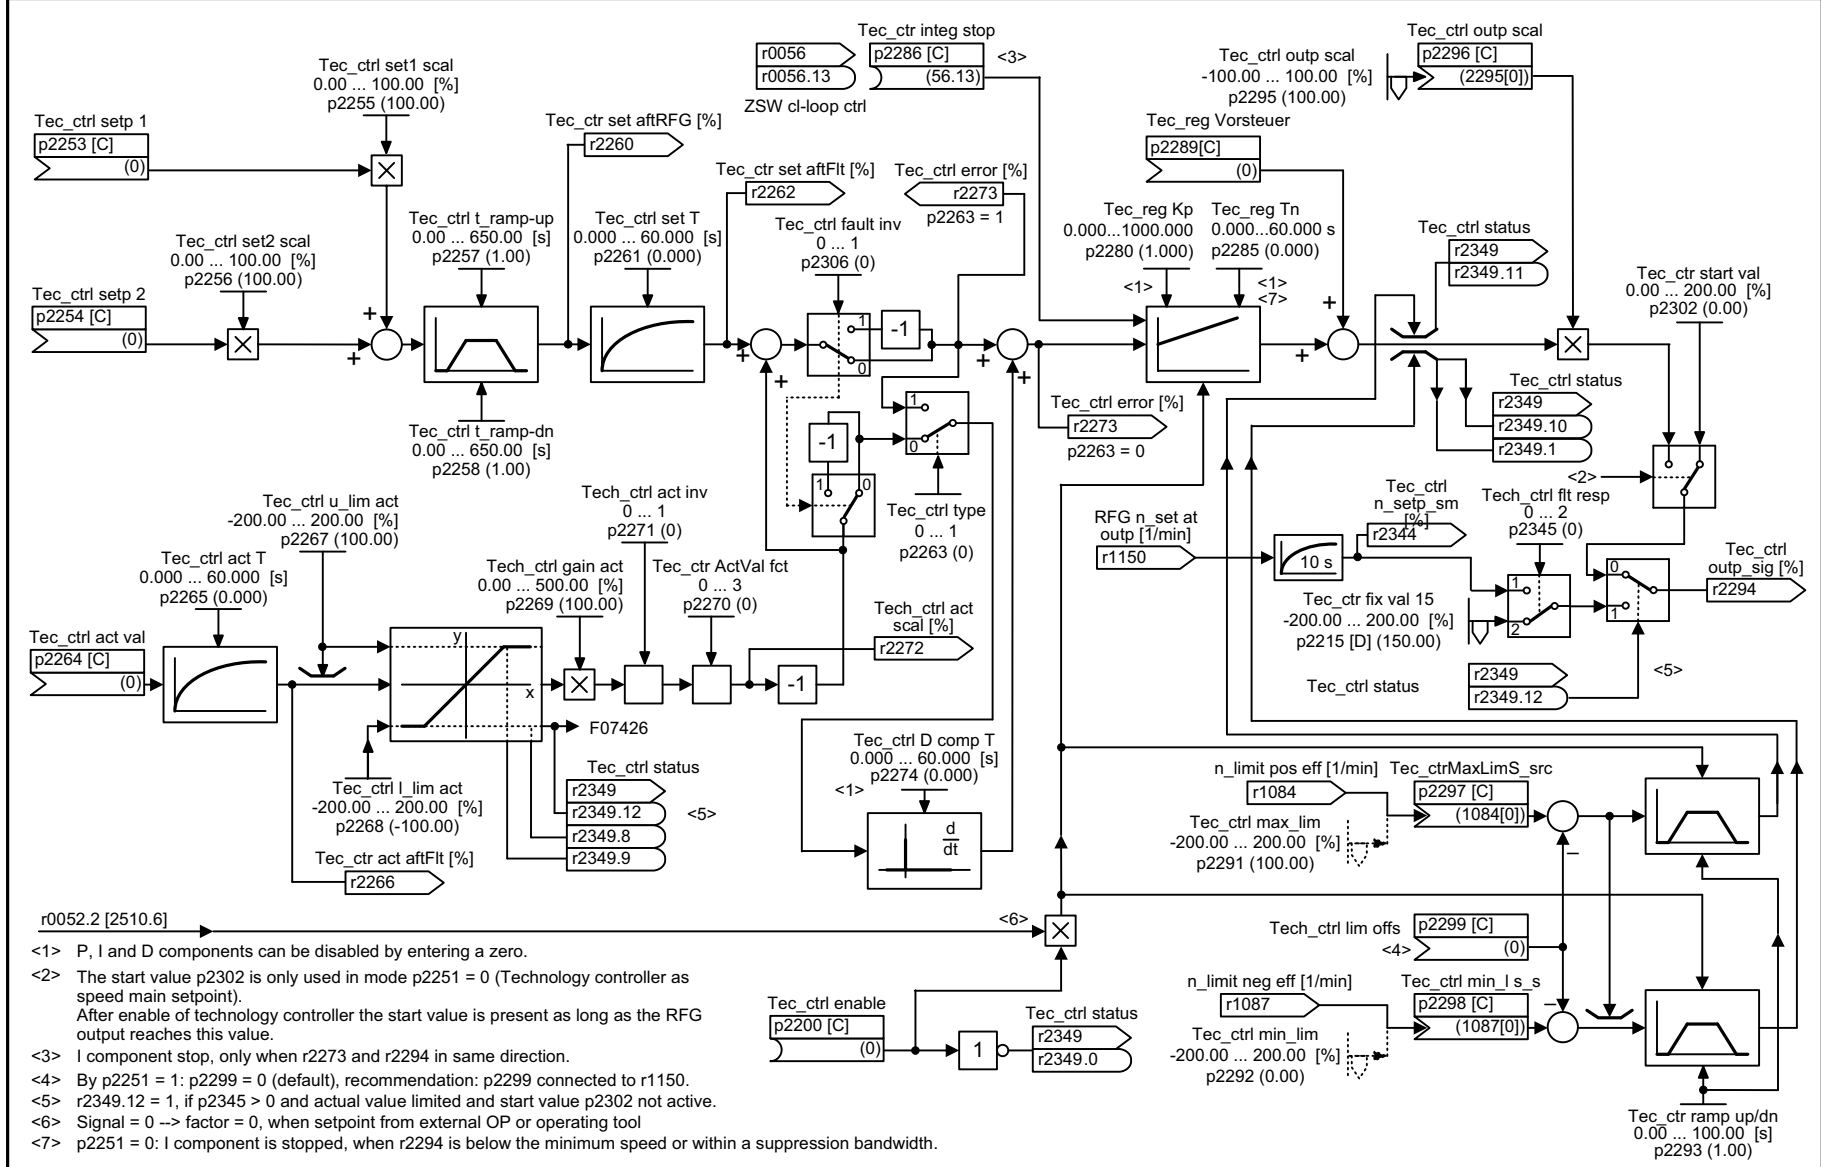 Tec_ctrl setp 1
p2253 [C]
(0)
Tec_ctrl set1 scal
0.00 ... 100.00 [%]
p2255 (100.00)
Tec_ctrl setp 2
p2254 [C]
(0)
Tec_ctrl set2 scal
0.00 ... 100.00 [%]
p2256 (100.00)
+
+
Tec_ctrl t_ramp-up
0.00 ... 650.00 [s]
p2257 (1.00)
Tec_ctrl t_ramp-dn
0.00 ... 650.00 [s]
p2258 (1.00)
Tec_ctr set aftRFG [%]
r2260
Tec_ctrl set T
0.000 ... 60.000 [s]
p2261 (0.000)
Tec_ctr set aftFlt [%]
r2262
+
+
Tec_ctrl fault inv
0 ... 1
p2306 (0)
1
0
-1
Tec_ctrl error [%]
r2273
p2263 = 1
r0056
r0056.13
ZSW cl-loop ctrl
Tec_ctr integ stop
p2286 [C]
(56.13)
<3>
+
+
-1
1
0
1
0
Tec_ctrl type
0 ... 1
p2263 (0)
Tec_ctrl error [%]
r2273
p2263 = 0
Tec_reg Kp
0.000...1000.000
p2280 (1.000)
<1>
Tec_reg Tn
0.000...60.000 s
p2285 (0.000)
<1>
<7>
Tec_reg Vorsteuer
p2289[C]
(0)
+
+
Tec_ctrl outp scal
-100.00 ... 100.00 [%]
p2295 (100.00)
Tec_ctrl outp scal
p2296 [C]
(2295[0])
Tec_ctrl status
r2349
r2349.11
Tec_ctr start val
0.00 ... 200.00 [%]
p2302 (0.00)
Tec_ctrl status
r2349
r2349.10
r2349.1
<2>
RFG n_set at
outp [1/min]
r1150
10 s
Tec_ctrl
n_setp_sm
[%]
r2344
Tech_ctrl flt resp
0 ... 2
p2345 (0)
1
2
0
1
Tec_ctrl
outp_sig [%]
r2294
Tec_ctr fix val 15
-200.00 ... 200.00 [%]
p2215 [D] (150.00)
Tec_ctrl status
r2349
r2349.12
<5>
Tec_ctrl act val
p2264 [C]
(0)
Tec_ctrl act T
0.000 ... 60.000 [s]
p2265 (0.000)
Tec_ctrl u_lim act
-200.00 ... 200.00 [%]
p2267 (100.00)
y
x
Tec_ctrl l_lim act
-200.00 ... 200.00 [%]
p2268 (-100.00)
Tec_ctr act aftFlt [%]
r2266
Tech_ctrl gain act
0.00 ... 500.00 [%]
p2269 (100.00)
Tech_ctrl act inv
0 ... 1
p2271 (0)
Tec_ctr ActVal fct
0 ... 3
p2270 (0)
Tech_ctrl act
scal [%]
r2272
-1
F07426
Tec_ctrl status
r2349
r2349.12
r2349.8
r2349.9
<5>
Tec_ctrl D comp T
0.000 ... 60.000 [s]
p2274 (0.000)
<1>
d
dt
n_limit pos eff [1/min]
r1084
Tec_ctrMaxLimS_src
p2297 [C]
(1084[0])
Tec_ctrl max_lim
-200.00 ... 200.00 [%]
p2291 (100.00)
–
Tech_ctrl lim offs
<4>
p2299 [C]
(0)
n_limit neg eff [1/min]
r1087
Tec_ctrl min_l s_s
p2298 [C]
(1087[0])
–
Tec_ctrl min_lim
-200.00 ... 200.00 [%]
p2292 (0.00)
Tec_ctr ramp up/dn
0.00 ... 100.00 [s]
p2293 (1.00)
r0052.2 [2510.6]
<6>
Tec_ctrl enable
p2200 [C]
(0)
1
Tec_ctrl status
r2349
r2349.0
<1> P, I and D components can be disabled by entering a zero.
<2> The start value p2302 is only used in mode p2251 = 0 (Technology controller as
speed main setpoint).
After enable of technology controller the start value is present as long as the RFG
output reaches this value.
<3> I component stop, only when r2273 and r2294 in same direction.
<4> By p2251 = 1: p2299 = 0 (default), recommendation: p2299 connected to r1150.
<5> r2349.12 = 1, if p2345 > 0 and actual value limited and start value p2302 not active.
<6> Signal = 0 --> factor = 0, when setpoint from external OP or operating tool
<7> p2251 = 0: I component is stopped, when r2294 is below the minimum speed or within a suppression bandwidth.